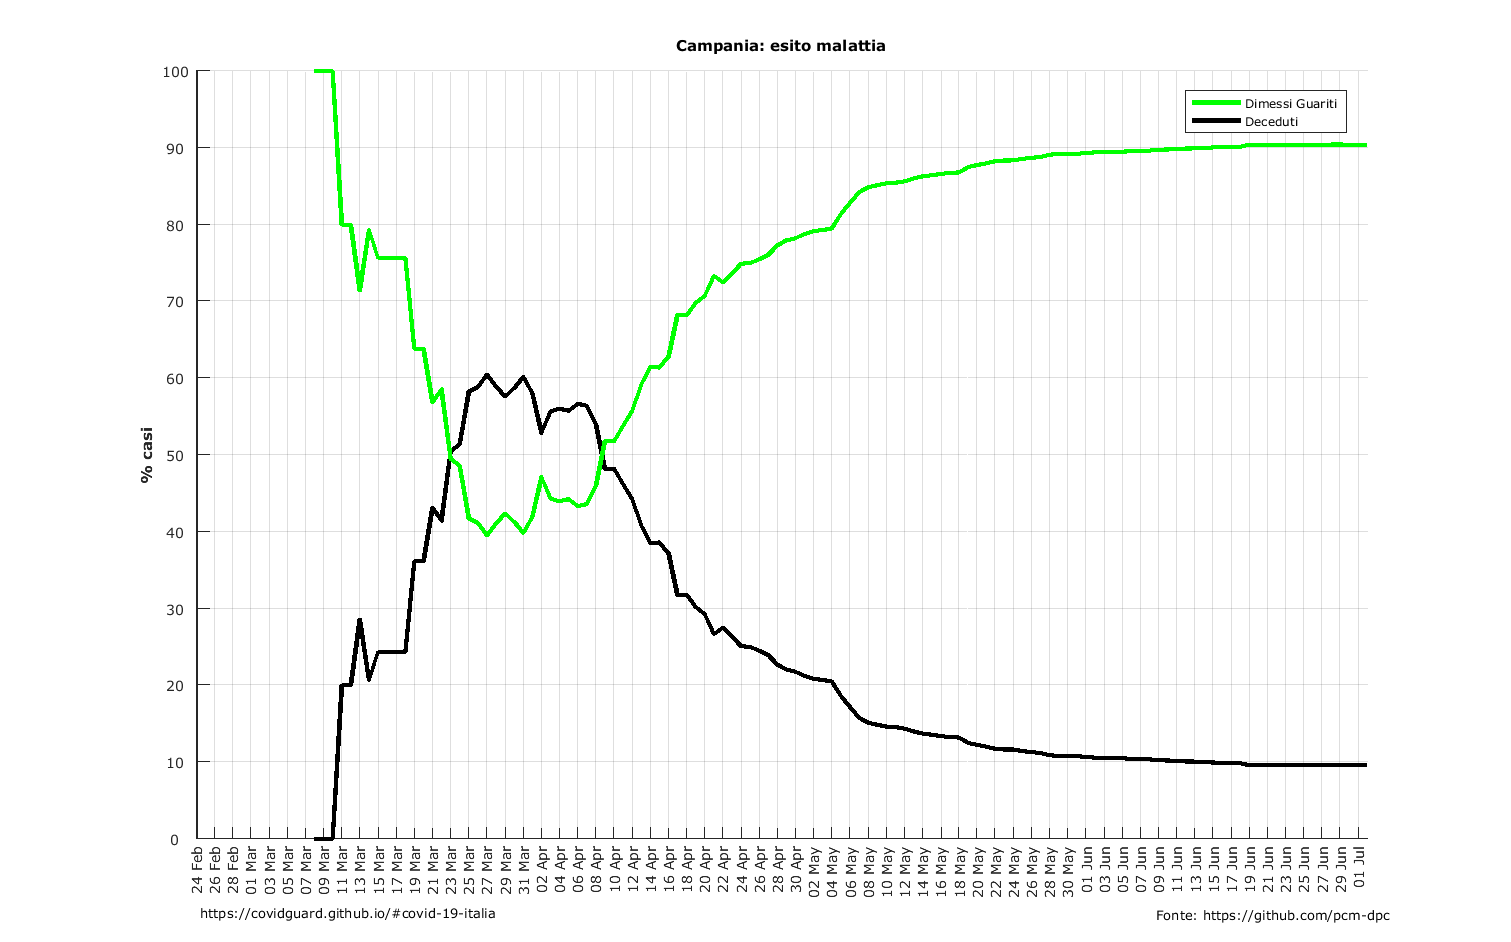 Campania: esito malattia
100
90
80
70
60
50
40
30
20
10
0
% casi
Dimessi Guariti
Deceduti
24 Feb
26 Feb
28 Feb
01 Mar
03 Mar
05 Mar
07 Mar
09 Mar
11 Mar
13 Mar
15 Mar
17 Mar
19 Mar
21 Mar
23 Mar
25 Mar
27 Mar
29 Mar
31 Mar
02 Apr
04 Apr
06 Apr
08 Apr
10 Apr
12 Apr
14 Apr
16 Apr
18 Apr
20 Apr
22 Apr
24 Apr
26 Apr
28 Apr
30 Apr
02 May
04 May
06 May
08 May
10 May
12 May
14 May
16 May
18 May
20 May
22 May
24 May
26 May
28 May
30 May
01 Jun
03 Jun
05 Jun
07 Jun
09 Jun
11 Jun
13 Jun
15 Jun
17 Jun
19 Jun
21 Jun
23 Jun
25 Jun
27 Jun
29 Jun
01 Jul
https://covidguard.github.io/#covid-19-italia
Fonte: https://github.com/pcm-dpc